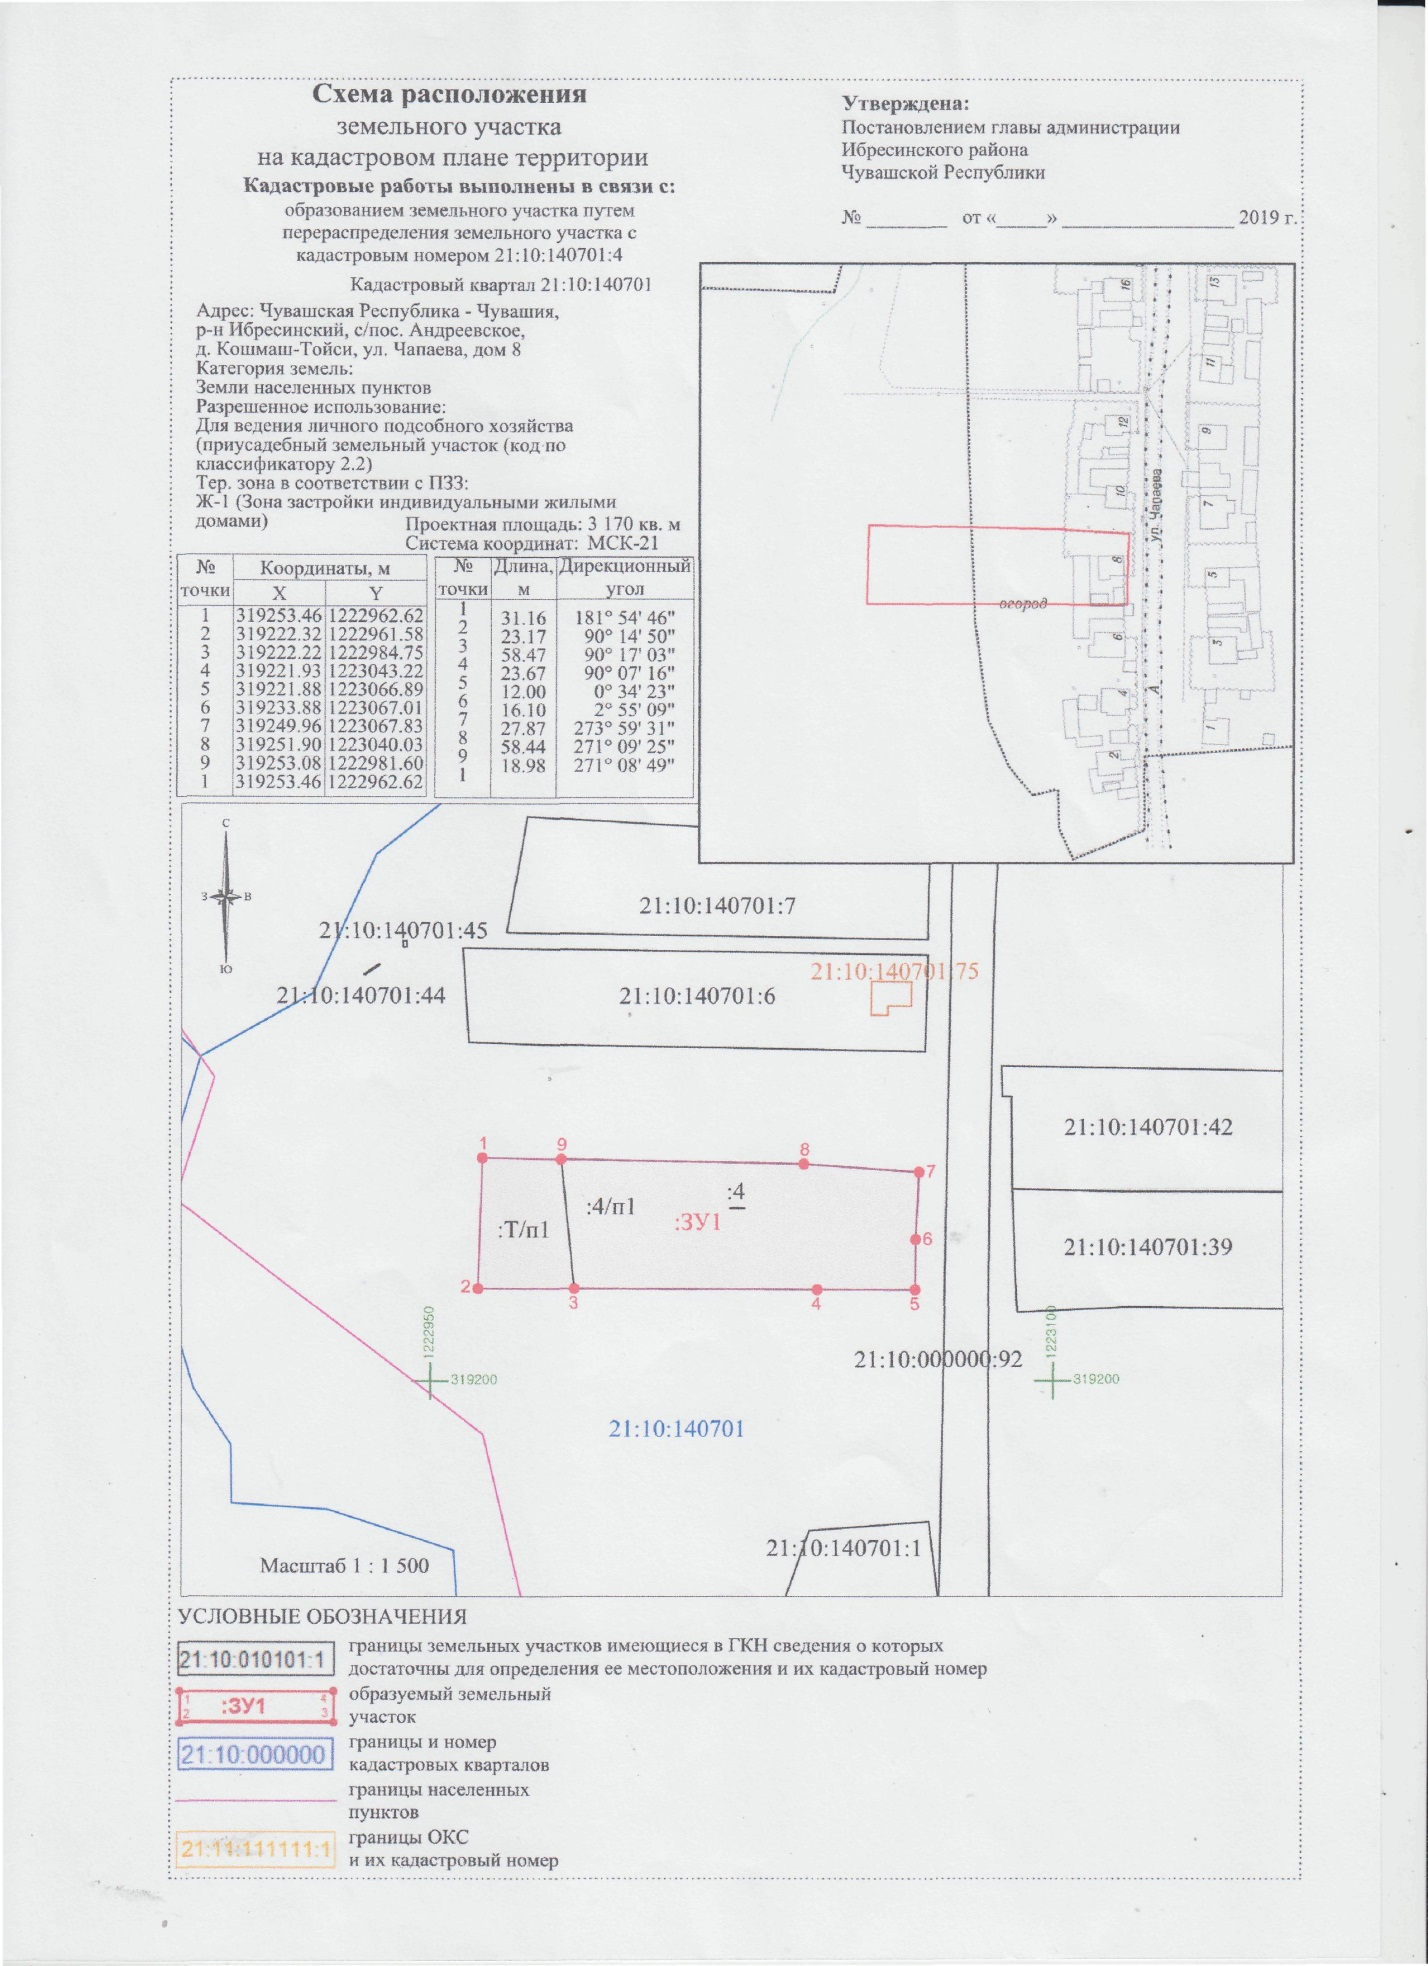 Схема расположения
земельного участка
на кадастровом плане территории
Кадастровые работы выполнены в связи с:
образованием земельного участка путем
перераспределения земельного участка с
кадастровым номером 21:10:140701:4
Кадастровый квартал 21:10:140701
Утверждена:
Постановлением главы администрации
Ибресинского района
Чувашской Республики
№ ________ от «_____» _________________ 2019 г.
Адрес: Чувашская Республика - Чувашия,
р-н Ибресинский, с/пос. Андреевское,
д. Кошмаш-Тойси, ул. Чапаева, дом 8
Категория земель:
Земли населенных пунктов
Разрешенное использование:
Для ведения личного подсобного хозяйства
(приусадебный земельный участок (код по
классификатору 2.2)
Тер. зона в соответствии с ПЗЗ:
Ж-1 (Зона застройки индивидуальными жилыми
домами)
Проектная площадь: 3 170 кв. м
Система координат: МСК-21
№ точки Координаты, м
X Y
1 319253.46 1222962.62
2 319222.32 1222961.58
3 319222.22 1222984.75
4 319221.93 1223043.22
5 319221.88 1223066.89
6 319233.88 1223067.01
7 319249.96 1223067.83
8 319251.90 1223040.03
9 319253.08 1222981.60
1 319253.46 1222962.62
№ точки Длина, м Дирекционный угол
1
31.16 181° 54' 46"
2
23.17 90° 14' 50"
3
58.47 90° 17' 03"
4
23.67 90° 07' 16"
5
12.00 0° 34' 23"
6
16.10 2° 55' 09"
7
27.87 273° 59' 31"
8
58.44 271° 09' 25"
9
18.98 271° 08' 49"
1
16
13
11
12
9
10
7
ул. Чапаева
8
5
огород
6
3
4
А
1
2
С
З В
Ю
21:10:140701:7
21:10:140701:45
21:10:140701:75
21:10:140701:44
21:10:140701:6
21:10:140701:42
1 9 8
7
:4
:4/п1
:ЗУ1
:Т/п1
6
21:10:140701:39
2
3 4 5
1222950
319200
21:10:000000:92
1223100
319200
21:10:140701
21:10:140701:1
Масштаб 1 : 1 500
УСЛОВНЫЕ ОБОЗНАЧЕНИЯ
21:10:010101:1
границы земельных участков имеющиеся в ГКН сведения о которых
достаточны для определения ее местоположения и их кадастровый номер
1 :ЗУ1 4
2 3
образуемый земельный
участок
21:10:000000
границы и номер
кадастровых кварталов
границы населенных
пунктов
21:11:111111:1
границы ОКС
и их кадастровый номер